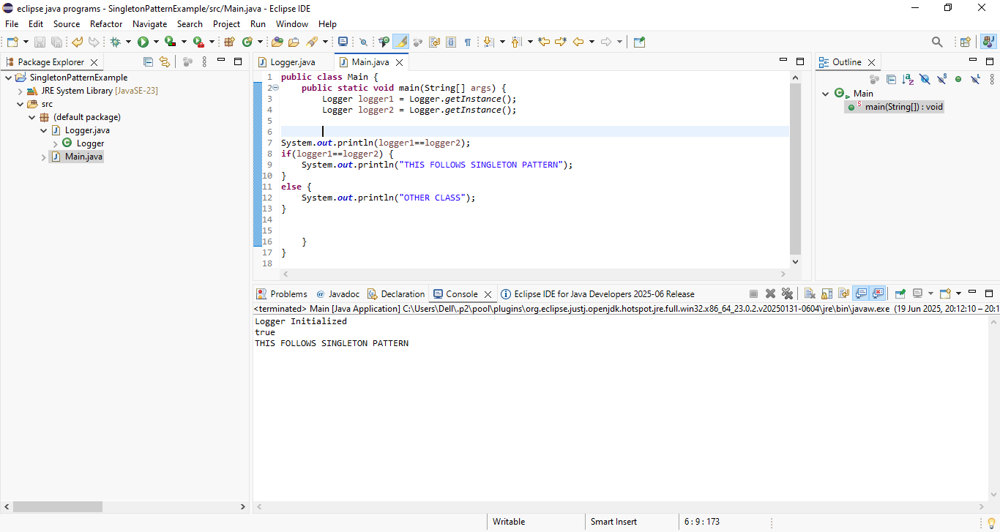 eclipse java programs - SingletonPatternExample/src/Main.java - Eclipse IDE
File Edit Source Refactor Navigate Search Project Run Window Help
Package Explorer
SingletonPatternExample
JRE System Library [JavaSE-23]
src
(default package)
Logger.java
Logger
Main.java
Logger.java Main.java
1 public class Main {
2 public static void main(String[] args) {
3 Logger logger1 = Logger.getInstance();
4 Logger logger2 = Logger.getInstance();
5
6
7 System.out.println(logger1==logger2);
8 if(logger1==logger2) {
9 System.out.println("THIS FOLLOWS SINGLETON PATTERN");
10 }
11 else {
12 System.out.println("OTHER CLASS");
13 }
14
15
16 }
17 }
18
Outline
Main
main(String[]) : void
Problems Javadoc Declaration Console Eclipse IDE for Java Developers 2025-06 Release
<terminated> Main [Java Application] C:\Users\Dell\.p2\pool\plugins\org.eclipse.justj.openjdk.hotspot.jre.full.win32.x86_64_23.0.2.v20250131-0604\jre\bin\javaw.exe (19 Jun 2025, 20:12:10 – 20:1
Logger Initialized
true
THIS FOLLOWS SINGLETON PATTERN
Writable Smart Insert 6 : 9 : 173